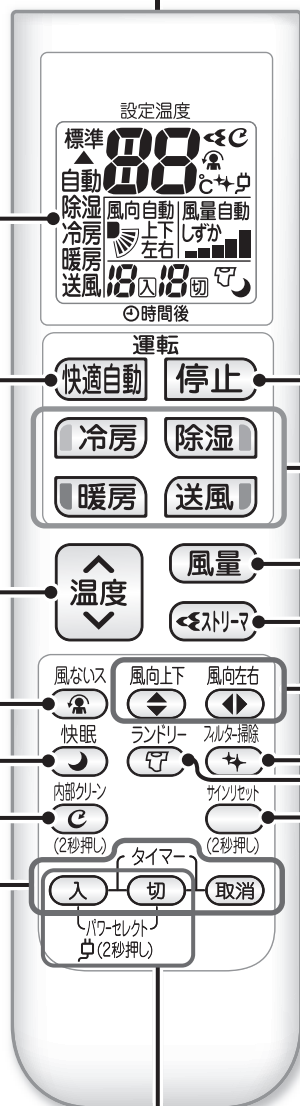 設定温度
標準 88
自動 ℃
除湿 風向自動 風量自動
冷房 上下 しずか
暖房 左右
送風 18入18切
時間後
運転
快適自動 停止
冷房 除湿
暖房 送風
温度 風量
ストリーマ
風ないス 風向上下 風向左右
快眠 ランドリー フィルター掃除
内部クリーン サインリセット
(2秒押し) (2秒押し)
タイマー
入 切 取消
パワーセレクト
(2秒押し)